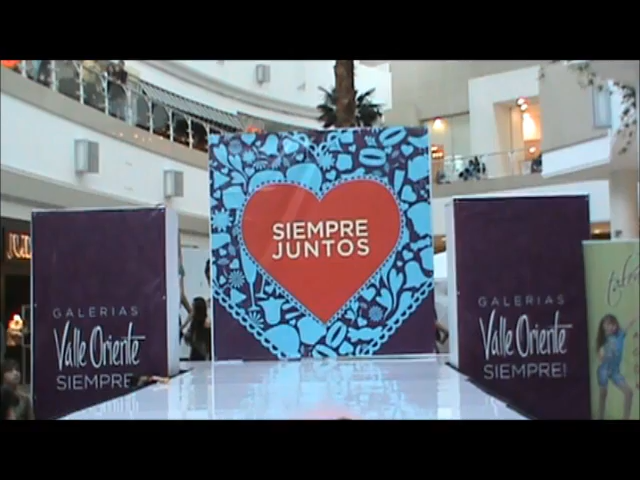 SIEMPRE
JUNTOS
GALERIAS
Valle Oriente
SIEMPRE
GALERIAS
Valle Oriente
SIEMPRE!